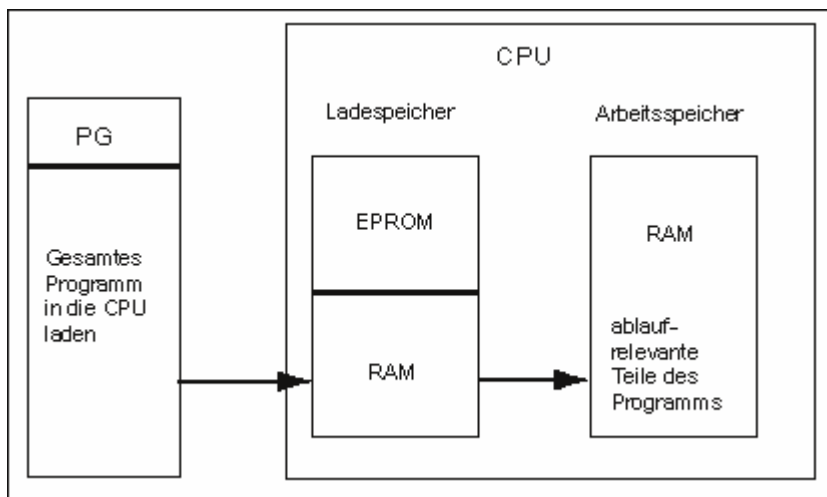 CPU
PG
Gesamtes
Programm
in die CPU
laden
Ladespeicher
EPROM
RAM
Arbeitsspeicher
RAM
ablauf-
relevante
Teile des
Programms